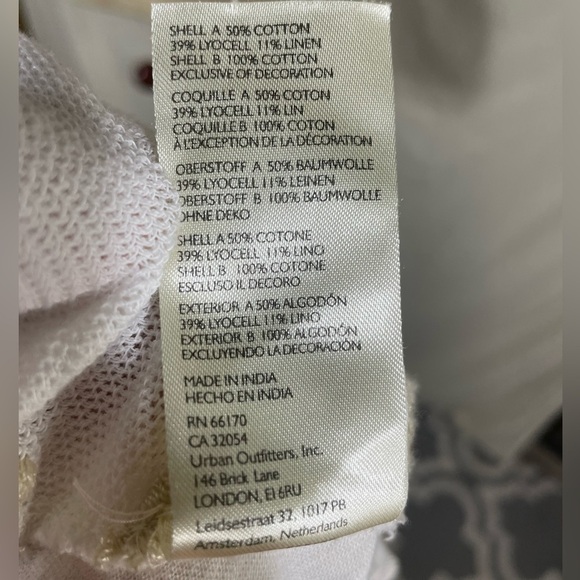 SHELL A 50% COTTON
39% LYOCELL 11% LINEN
SHELL B 100% COTTON
EXCLUSIVE OF DECORATION
COQUILLE A 50% COTON
39% LYOCELL 11% LIN
COQUILLE B 100% COTON
À L'EXCEPTION DE LA DÉCORATION
OBERSTOFF A 50% BAUMWOLLE
39% LYOCELL 11% LEINEN
OBERSTOFF B 100% BAUMWOLLE
OHNE DEKO
SHELL A 50% COTONE
39% LYOCELL 11% LINO
SHELL B 100% COTONE
ESCLUSO IL DECORO
EXTERIOR A 50% ALGODÓN
39% LYOCELL 11% LINO
EXTERIOR B 100% ALGODÓN
EXCLUYENDO LA DECORACIÓN
MADE IN INDIA
HECHO EN INDIA
RN 66170
CA 32054
Urban Outfitters, Inc.
146 Brick Lane
LONDON, E1 6RU
Leidsestraat 32, 1017 PB
Amsterdam, Netherlands